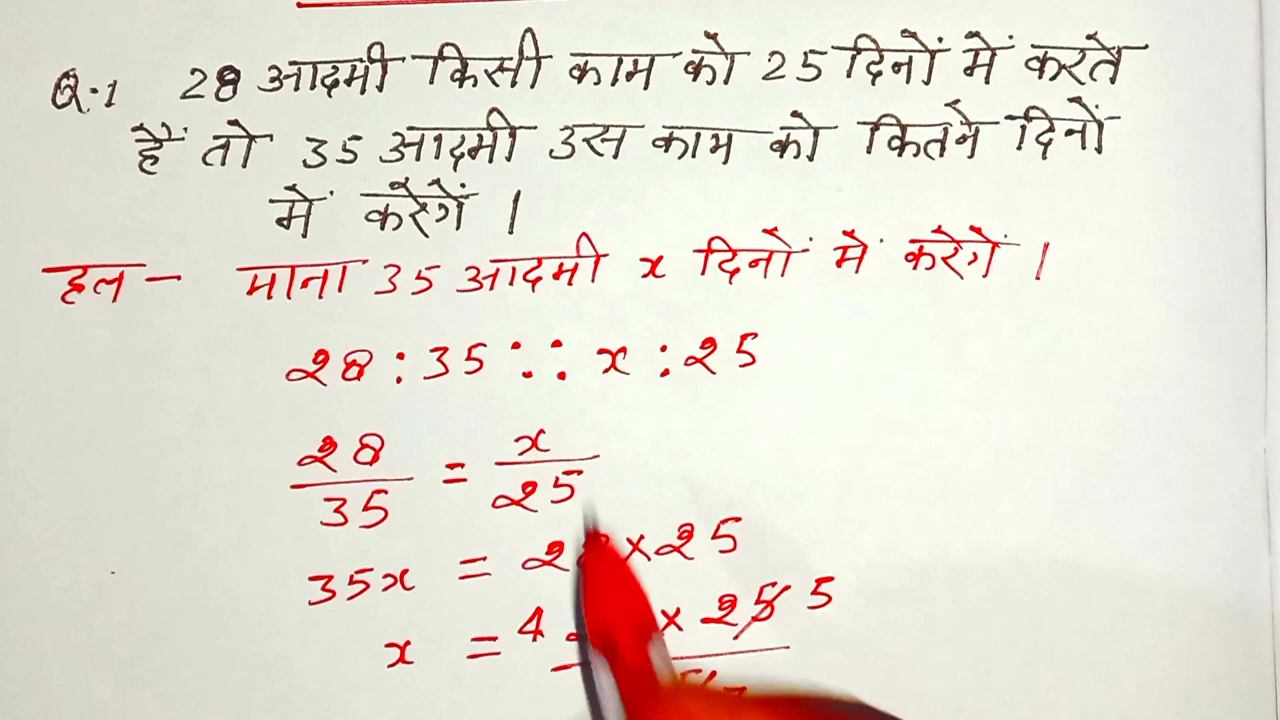 Q.1 28 आदमी किसी काम को 25 दिनों में करते
हैं तो 35 आदमी उस काम को कितने दिनों
में करेगें ।
हल - माना 35 आदमी x दिनों में करेगें ।
28 : 35 :: x : 25
28/35 = x/25
35x = 28 × 25
x = 4 × 25 5